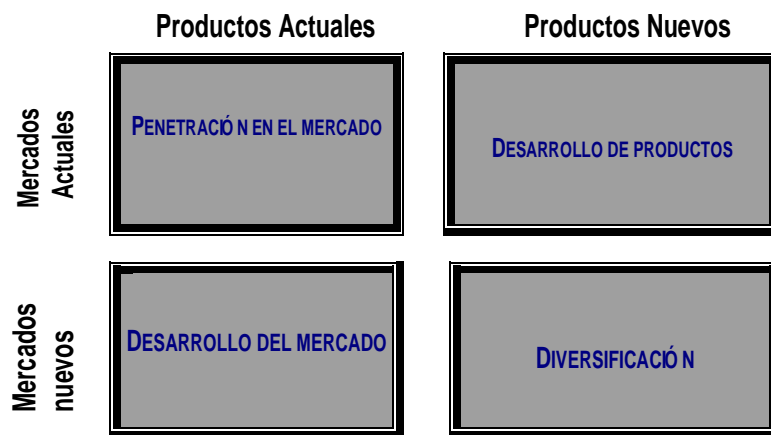 Productos Actuales
Productos Nuevos
Mercados
Actuales
PENETRACIÓ N EN EL MERCADO
DESARROLLO DE PRODUCTOS
Mercados
nuevos
DESARROLLO DEL MERCADO
DIVERSIFICACIÓ N